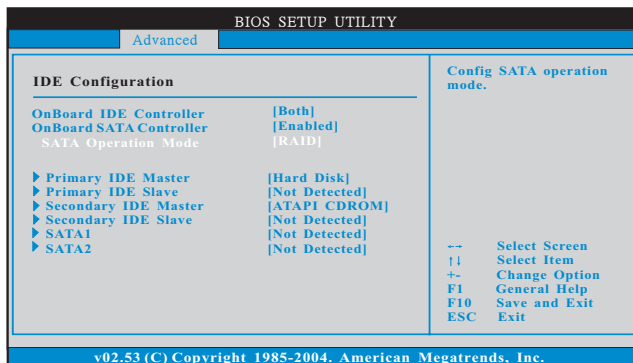 BIOS SETUP UTILITY
Advanced
IDE Configuration
OnBoard IDE Controller [Both]
OnBoard SATA Controller [Enabled]
SATA Operation Mode [RAID]
Primary IDE Master [Hard Disk]
Primary IDE Slave [Not Detected]
Secondary IDE Master [ATAPI CDROM]
Secondary IDE Slave [Not Detected]
SATA1 [Not Detected]
SATA2 [Not Detected]
Config SATA operation
mode.
←→ Select Screen
↑↓ Select Item
+- Change Option
F1 General Help
F10 Save and Exit
ESC Exit
v02.53 (C) Copyright 1985-2004. American Megatrends, Inc.